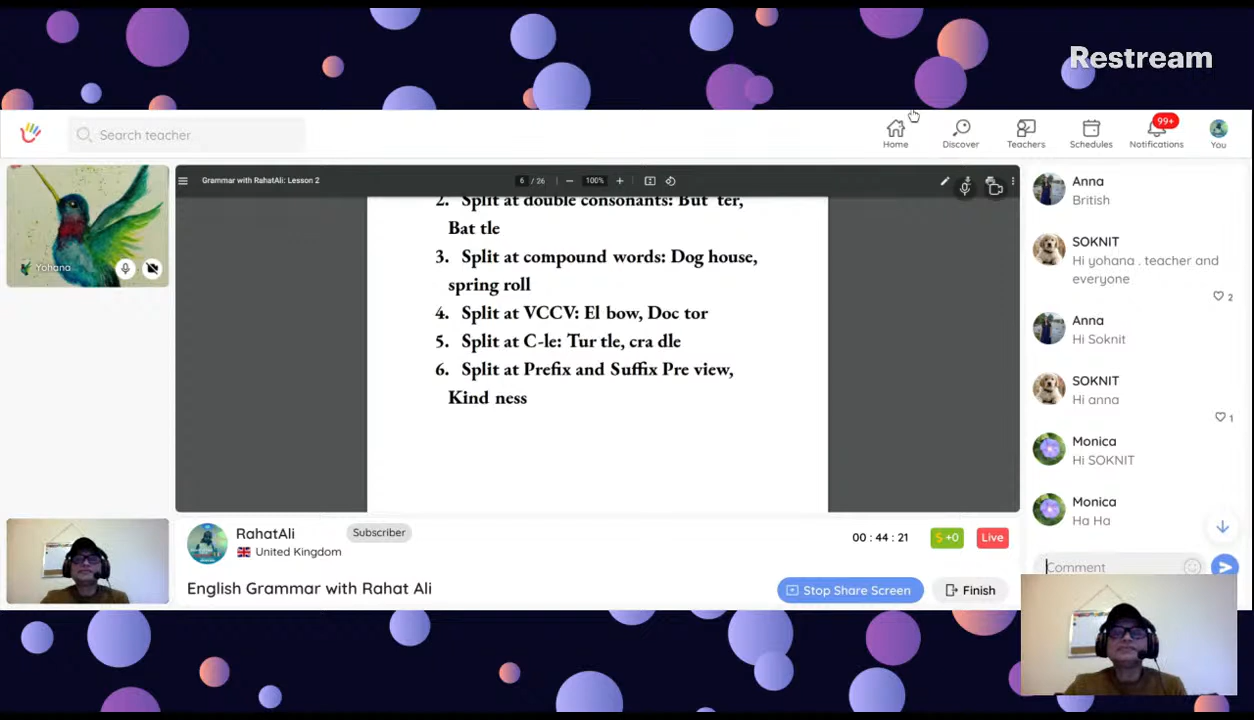 Restream
Search teacher
Home
Discover
Teachers
Schedules
99+
Notifications
You
Yohana
Grammar with RahatAli: Lesson 2
6 / 26
100%
2. Split at double consonants: But ter,
Bat tle
3. Split at compound words: Dog house,
spring roll
4. Split at VCCV: El bow, Doc tor
5. Split at C-le: Tur tle, cra dle
6. Split at Prefix and Suffix Pre view,
Kind ness
Anna
British
SOKNIT
Hi yohana . teacher and
everyone
2
Anna
Hi Soknit
SOKNIT
Hi anna
1
Monica
Hi SOKNIT
Monica
Ha Ha
Comment
RahatAli
Subscriber
United Kingdom
00 : 44 : 21
S +0
Live
English Grammar with Rahat Ali
Stop Share Screen
Finish